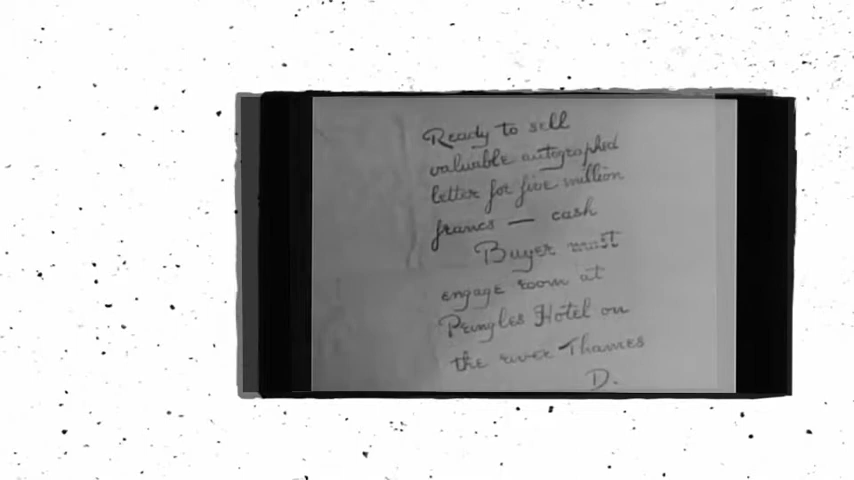 Ready to sell
valuable autographed
letter for five million
francs — cash
Buyer must
engage room at
Pringles Hotel on
the river Thames
D.